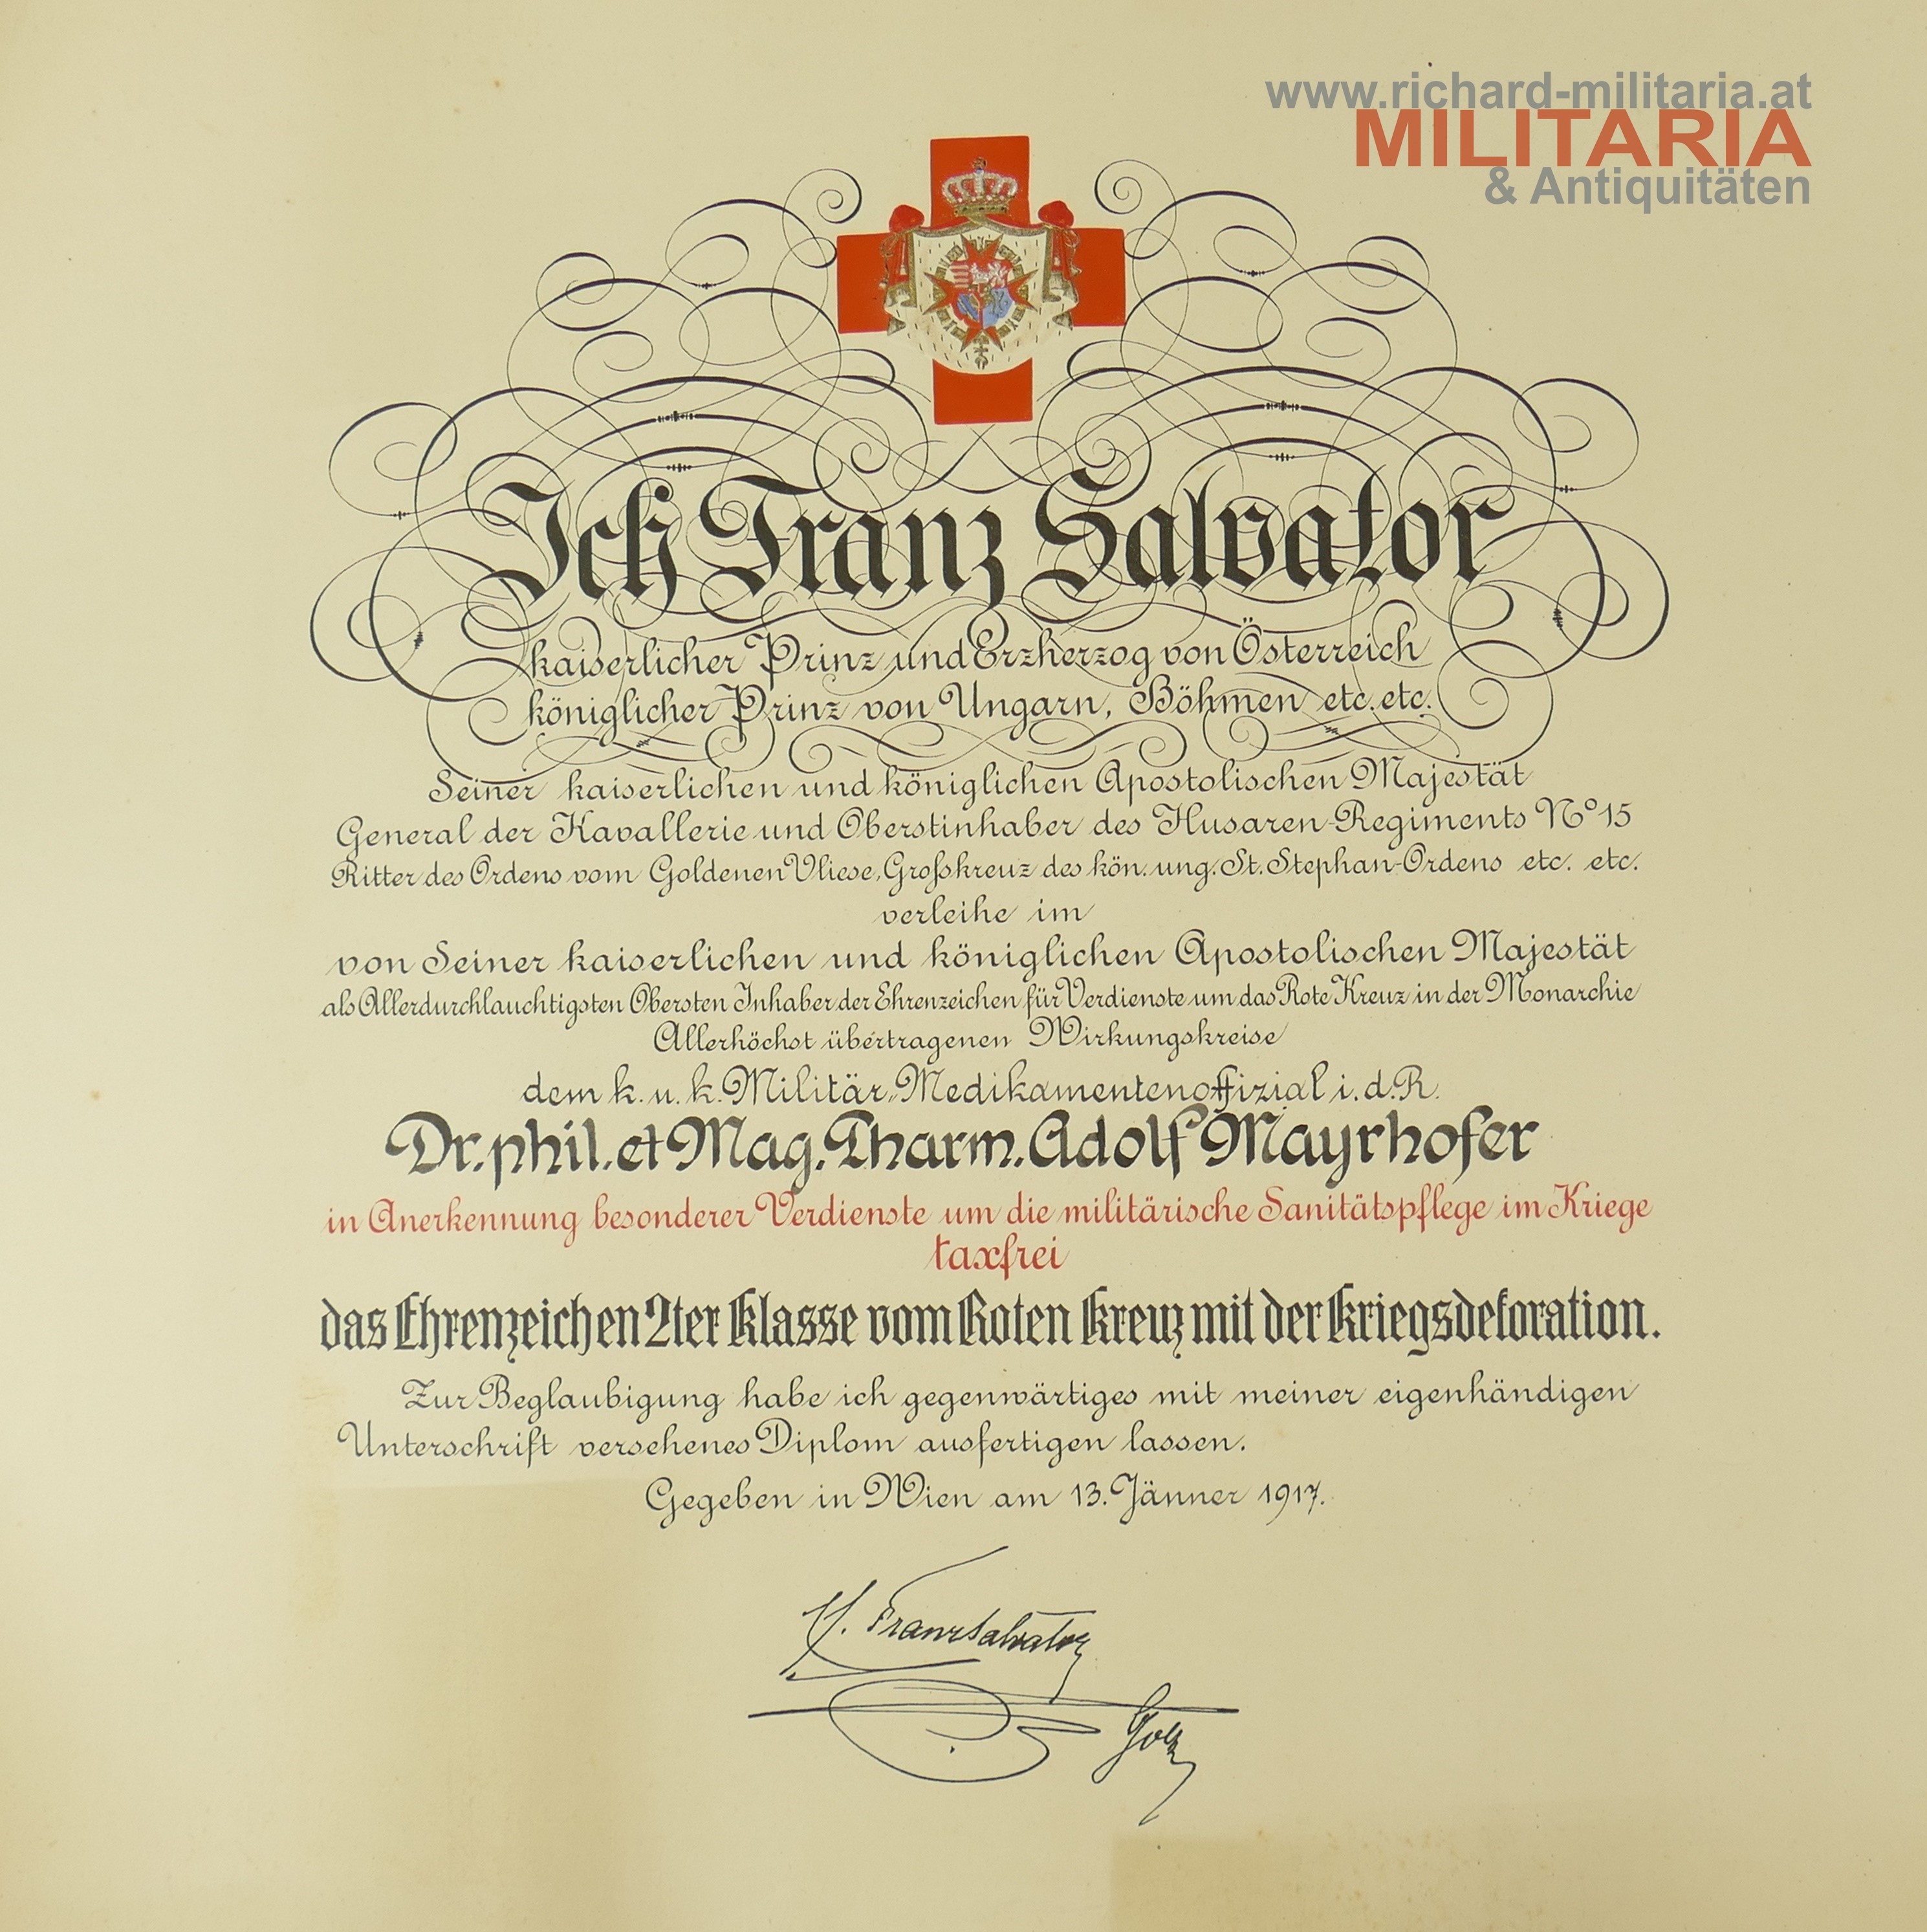 www.richard-militaria.at
MILITARIA
& Antiquitäten
Ich Franz Salvator
kaiserlicher Prinz und Erzherzog von Österreich
königlicher Prinz von Ungarn, Böhmen etc. etc.
Seiner kaiserlichen und königlichen Apostolischen Majestät
General der Kavallerie und Oberstinhaber des Husaren-Regiments No 15
Ritter des Ordens vom Goldenen Vliese, Großkreuz des kön. ung. St. Stephan-Ordens etc. etc.
verleihe im
von Seiner kaiserlichen und königlichen Apostolischen Majestät
als Allerdurchlauchtigsten Obersten Inhaber der Ehrenzeichen für Verdienste um das Rote Kreuz in der Monarchie
Allerhöchst übertragenen Wirkungskreise
dem k. u. k. Militär-Medikamentenoffizial i. d. R.
Dr. phil. et Mag. Pharm. Adolf Mayrhofer
in Anerkennung besonderer Verdienste um die militärische Sanitätspflege im Kriege
taxfrei
das Ehrenzeichen 2ter Klasse vom Roten Kreuz mit der Kriegsdekoration.
Zur Beglaubigung habe ich gegenwärtiges mit meiner eigenhändigen
Unterschrift versehenes Diplom ausfertigen lassen.
Gegeben in Wien am 13. Jänner 1917.
Franz Salvator